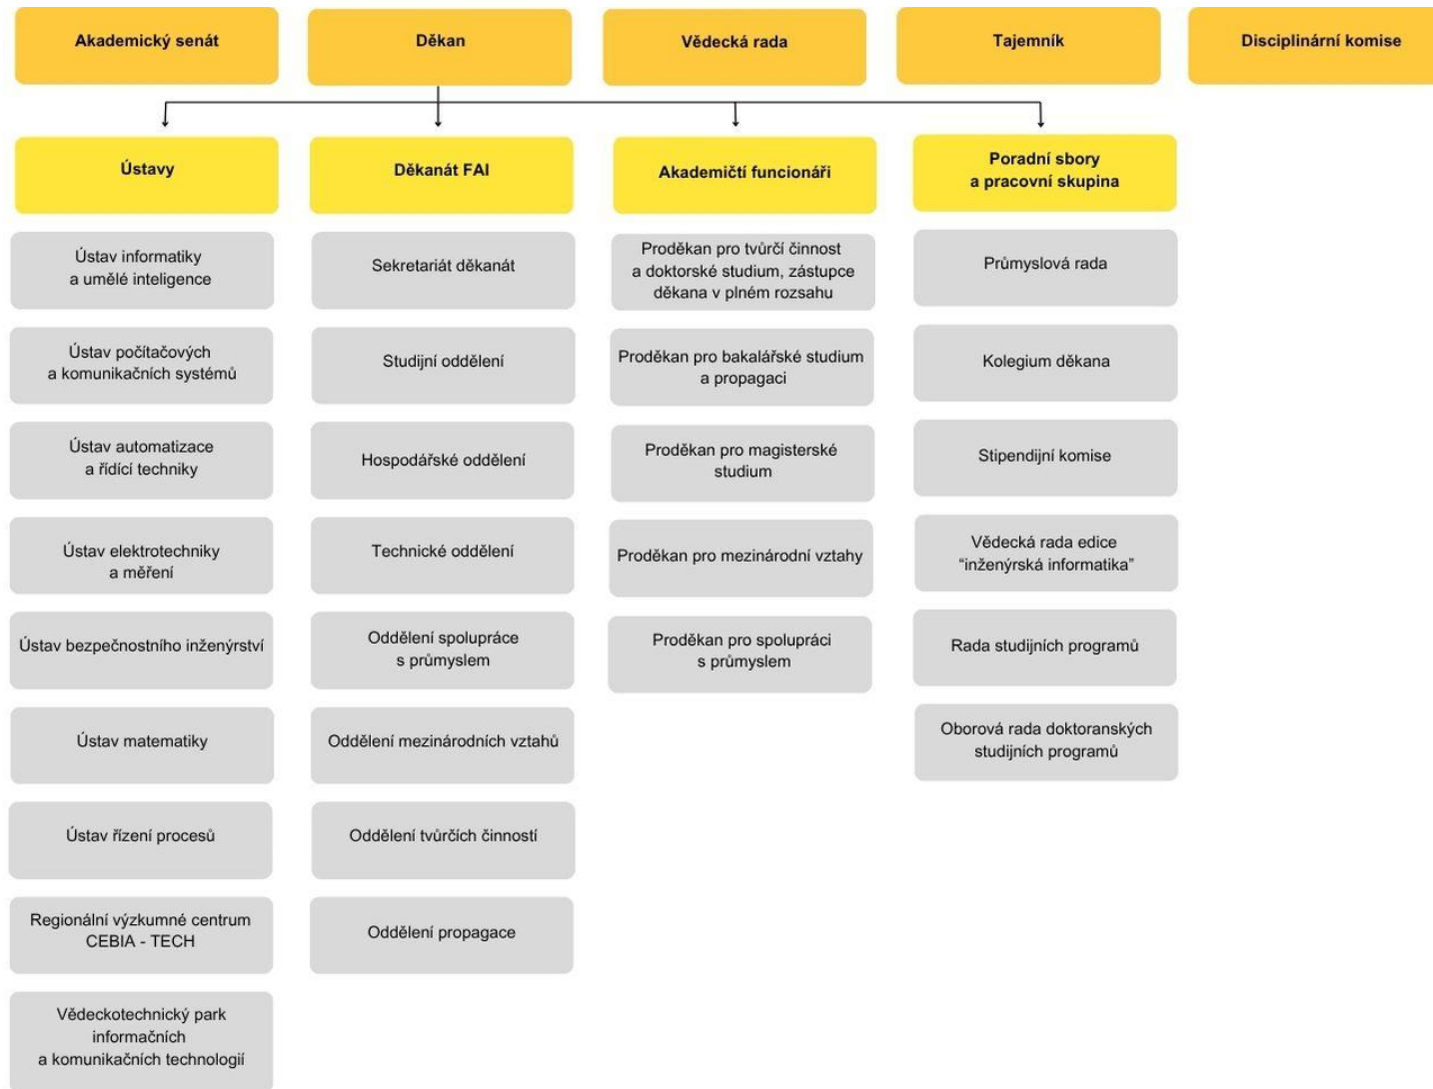 Akademický senát
Děkan
Vědecká rada
Tajemník
Disciplinární komise
Ústavy
Děkanát FAI
Akademičtí funcionáři
Poradní sbory
a pracovní skupina
Ústav informatiky
a umělé inteligence
Ústav počítačových
a komunikačních systémů
Ústav automatizace
a řídící techniky
Ústav elektrotechniky
a měření
Ústav bezpečnostního inženýrství
Ústav matematiky
Ústav řízení procesů
Regionální výzkumné centrum
CEBIA - TECH
Vědeckotechnický park
informačních
a komunikačních technologií
Sekretariát děkanát
Studijní oddělení
Hospodářské oddělení
Technické oddělení
Oddělení spolupráce
s průmyslem
Oddělení mezinárodních vztahů
Oddělení tvůrčích činností
Oddělení propagace
Proděkan pro tvůrčí činnost
a doktorské studium, zástupce
děkana v plném rozsahu
Proděkan pro bakalářské studium
a propagaci
Proděkan pro magisterské
studium
Proděkan pro mezinárodní vztahy
Proděkan pro spolupráci
s průmyslem
Průmyslová rada
Kolegium děkana
Stipendijní komise
Vědecká rada edice
“inženýrská informatika”
Rada studijních programů
Oborová rada doktoranských
studijních programů